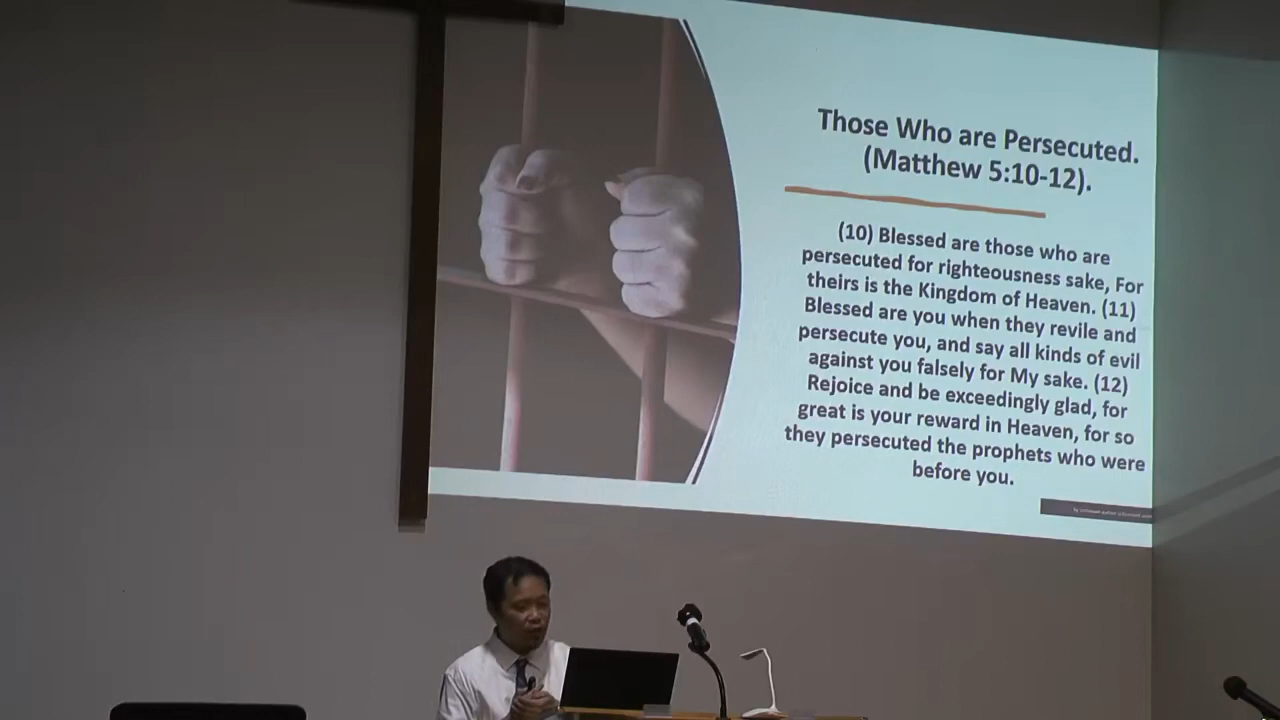 Those Who are Persecuted.
(Matthew 5:10-12).
(10) Blessed are those who are
persecuted for righteousness sake, For
theirs is the Kingdom of Heaven. (11)
Blessed are you when they revile and
persecute you, and say all kinds of evil
against you falsely for My sake. (12)
Rejoice and be exceedingly glad, for
great is your reward in Heaven, for so
they persecuted the prophets who were
before you.